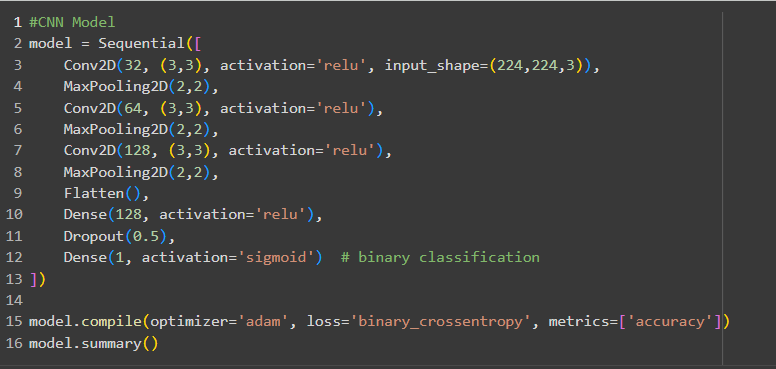 1 #CNN Model
2 model = Sequential([
3     Conv2D(32, (3,3), activation='relu', input_shape=(224,224,3)),
4     MaxPooling2D(2,2),
5     Conv2D(64, (3,3), activation='relu'),
6     MaxPooling2D(2,2),
7     Conv2D(128, (3,3), activation='relu'),
8     MaxPooling2D(2,2),
9     Flatten(),
10     Dense(128, activation='relu'),
11     Dropout(0.5),
12     Dense(1, activation='sigmoid')  # binary classification
13 ])
14
15 model.compile(optimizer='adam', loss='binary_crossentropy', metrics=['accuracy'])
16 model.summary()